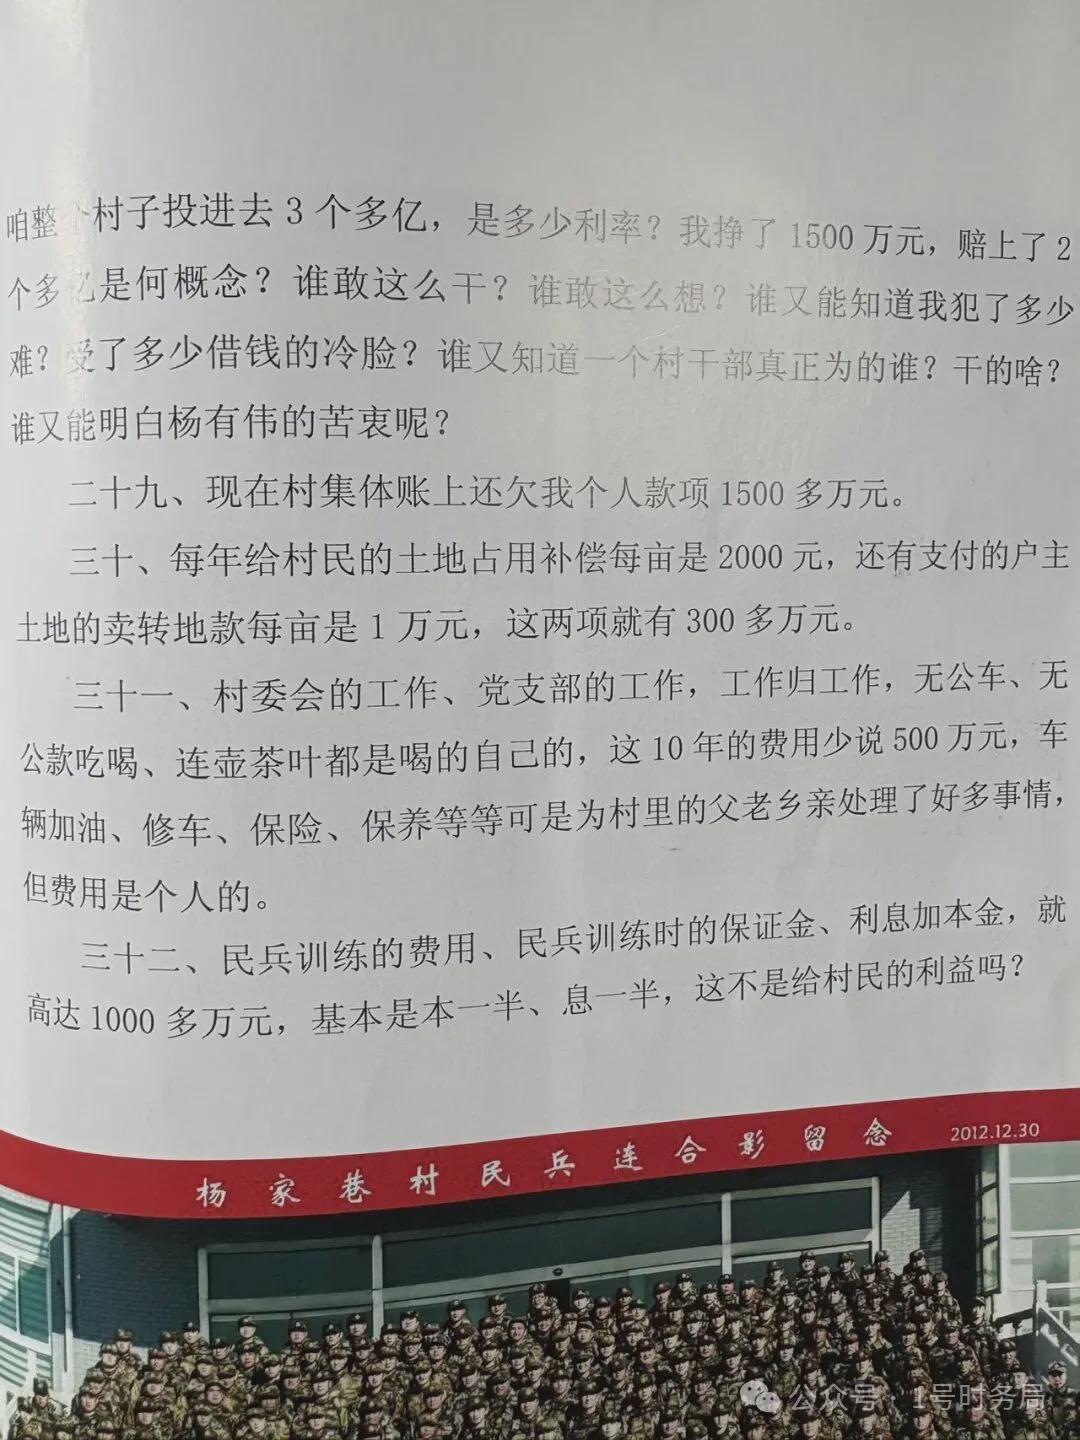 咱整个村子投进去3个多亿，是多少利率？我挣了1500万元，赔上了2
个多亿是何概念？谁敢这么干？谁敢这么想？谁又能知道我犯了多少
难？受了多少借钱的冷脸？谁又知道一个村干部真正为的谁？干的啥？
谁又能明白杨有伟的苦衷呢？
二十九、现在村集体账上还欠我个人款项1500多万元。
三十、每年给村民的土地占用补偿每亩是2000元，还有支付的户主
土地的卖转地款每亩是1万元，这两项就有300多万元。
三十一、村委会的工作、党支部的工作，工作归工作，无公车、无
公款吃喝、连壶茶叶都是喝的自己的，这10年的费用少说500万元，车
辆加油、修车、保险、保养等等可是为村里的父老乡亲处理了好多事情，
但费用是个人的。
三十二、民兵训练的费用、民兵训练时的保证金、利息加本金，就
高达1000多万元，基本是本一半、息一半，这不是给村民的利益吗？
杨家巷村民兵连合影留念 2012.12.30
公众号·1号时务局